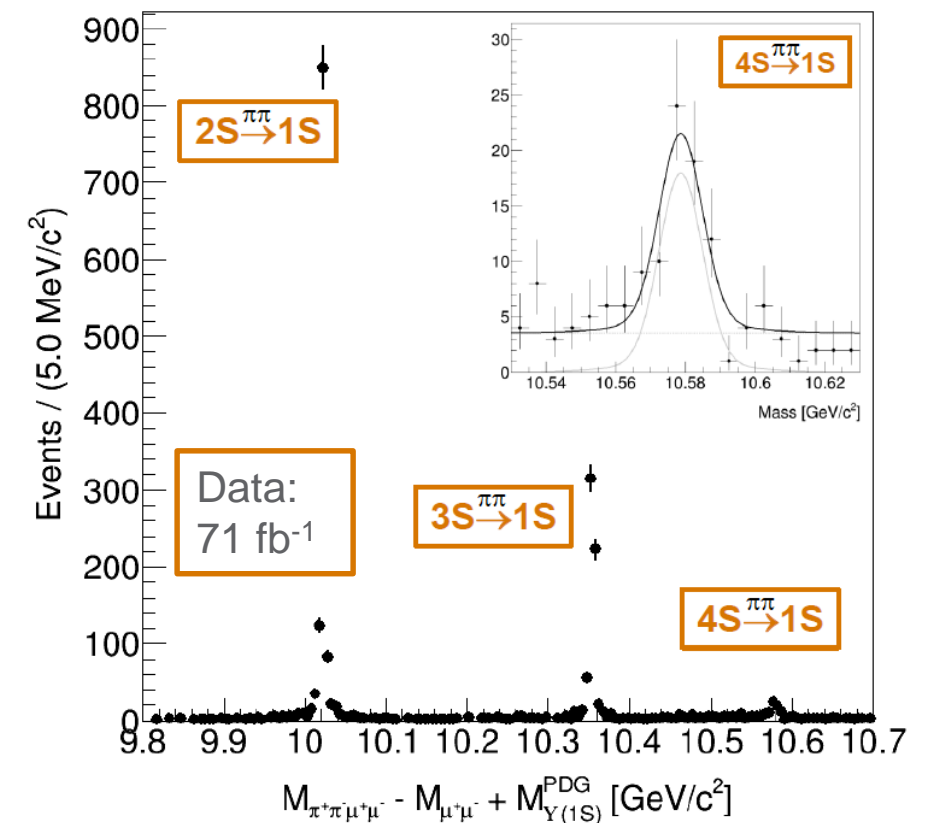 900
800
700
600
500
400
300
200
100
0
Events / (5.0 MeV/c²)
2S ππ→ 1S
Data:
71 fb⁻¹
3S ππ→ 1S
4S ππ→ 1S
4S ππ→ 1S
30
25
20
15
10
5
0
10.54 10.56 10.58 10.6 10.62
Mass [GeV/c²]
9.8 9.9 10 10.1 10.2 10.3 10.4 10.5 10.6 10.7
M π⁺π⁻μ⁺μ⁻ - M μ⁺μ⁻ + M PDG Υ(1S) [GeV/c²]